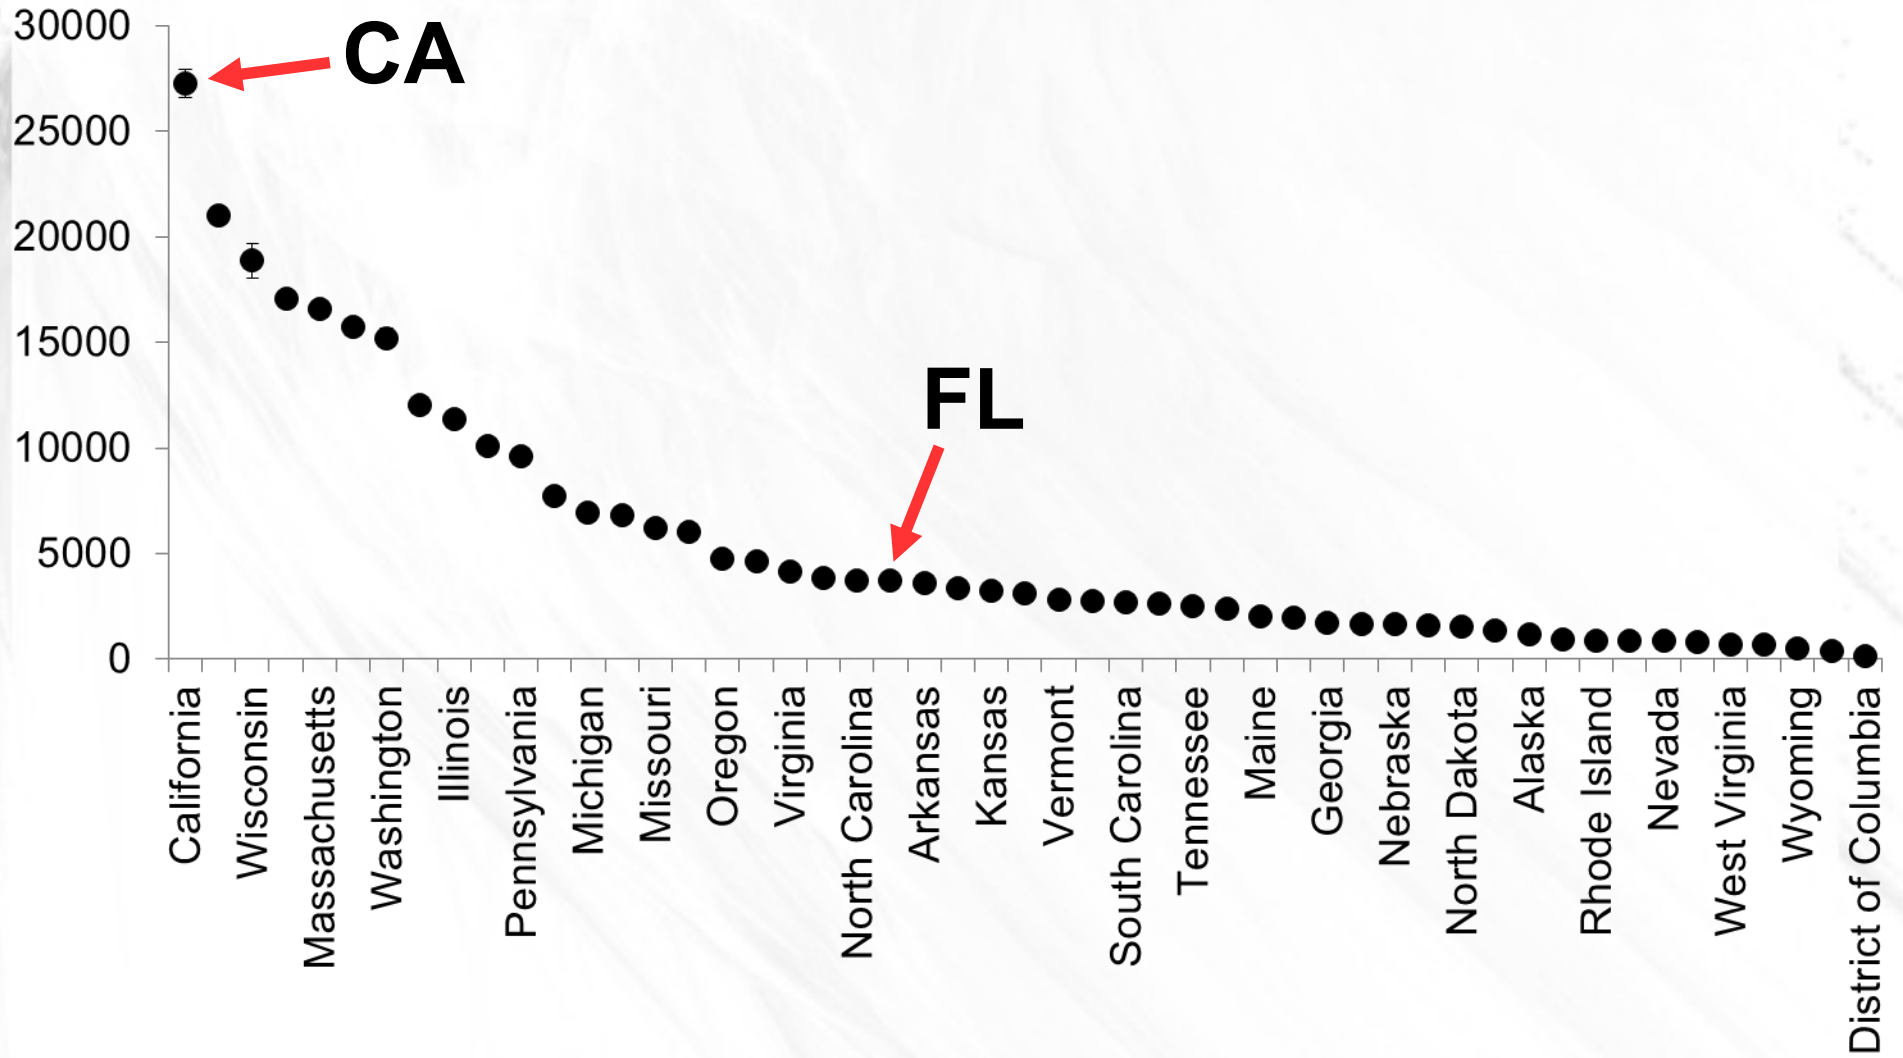 30000
25000
20000
15000
10000
5000
0
CA
FL
California
Wisconsin
Massachusetts
Washington
Illinois
Pennsylvania
Michigan
Missouri
Oregon
Virginia
North Carolina
Arkansas
Kansas
Vermont
South Carolina
Tennessee
Maine
Georgia
Nebraska
North Dakota
Alaska
Rhode Island
Nevada
West Virginia
Wyoming
District of Columbia